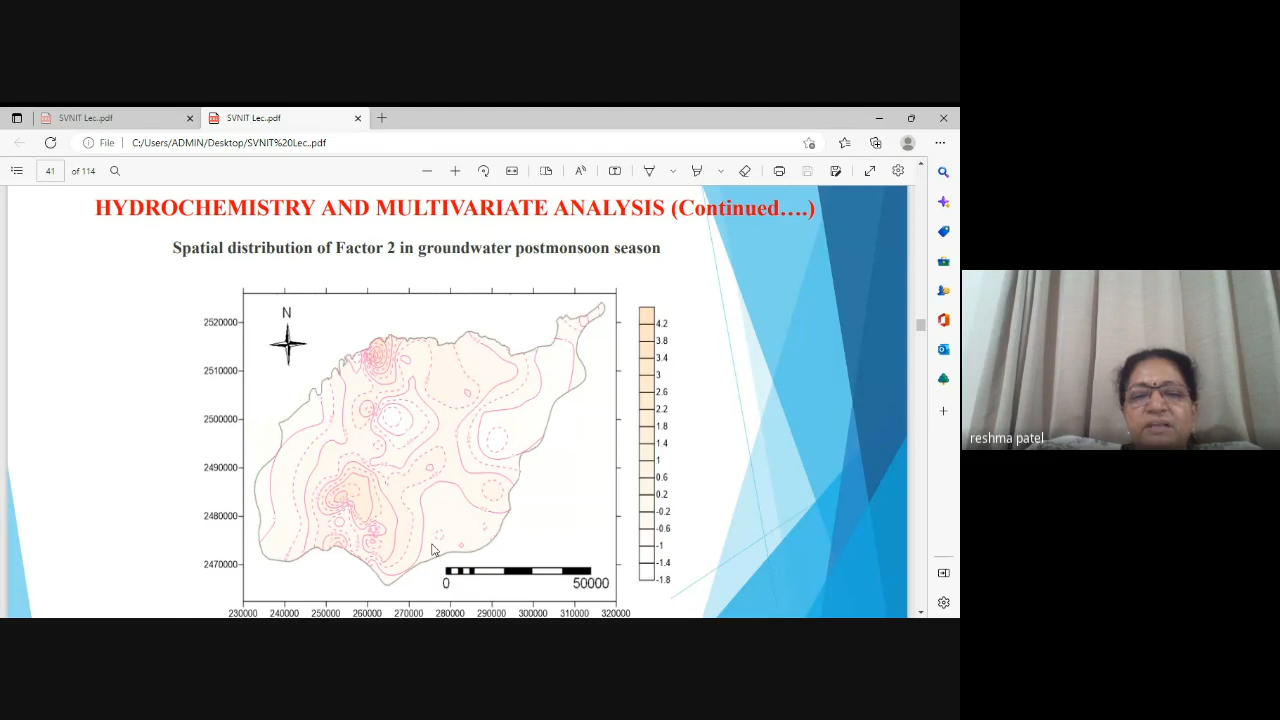 SVNIT Lec..pdf
SVNIT Lec..pdf
File
C:/Users/ADMIN/Desktop/SVNIT%20Lec..pdf
41 of 114
HYDROCHEMISTRY AND MULTIVARIATE ANALYSIS (Continued….)
Spatial distribution of Factor 2 in groundwater postmonsoon season
N
2520000
2510000
2500000
2490000
2480000
2470000
4.2
3.8
3.4
3
2.6
2.2
1.8
1.4
1
0.6
0.2
-0.2
-0.6
-1
-1.4
-1.8
0 50000
230000 240000 250000 260000 270000 280000 290000 300000 310000 320000
reshma patel